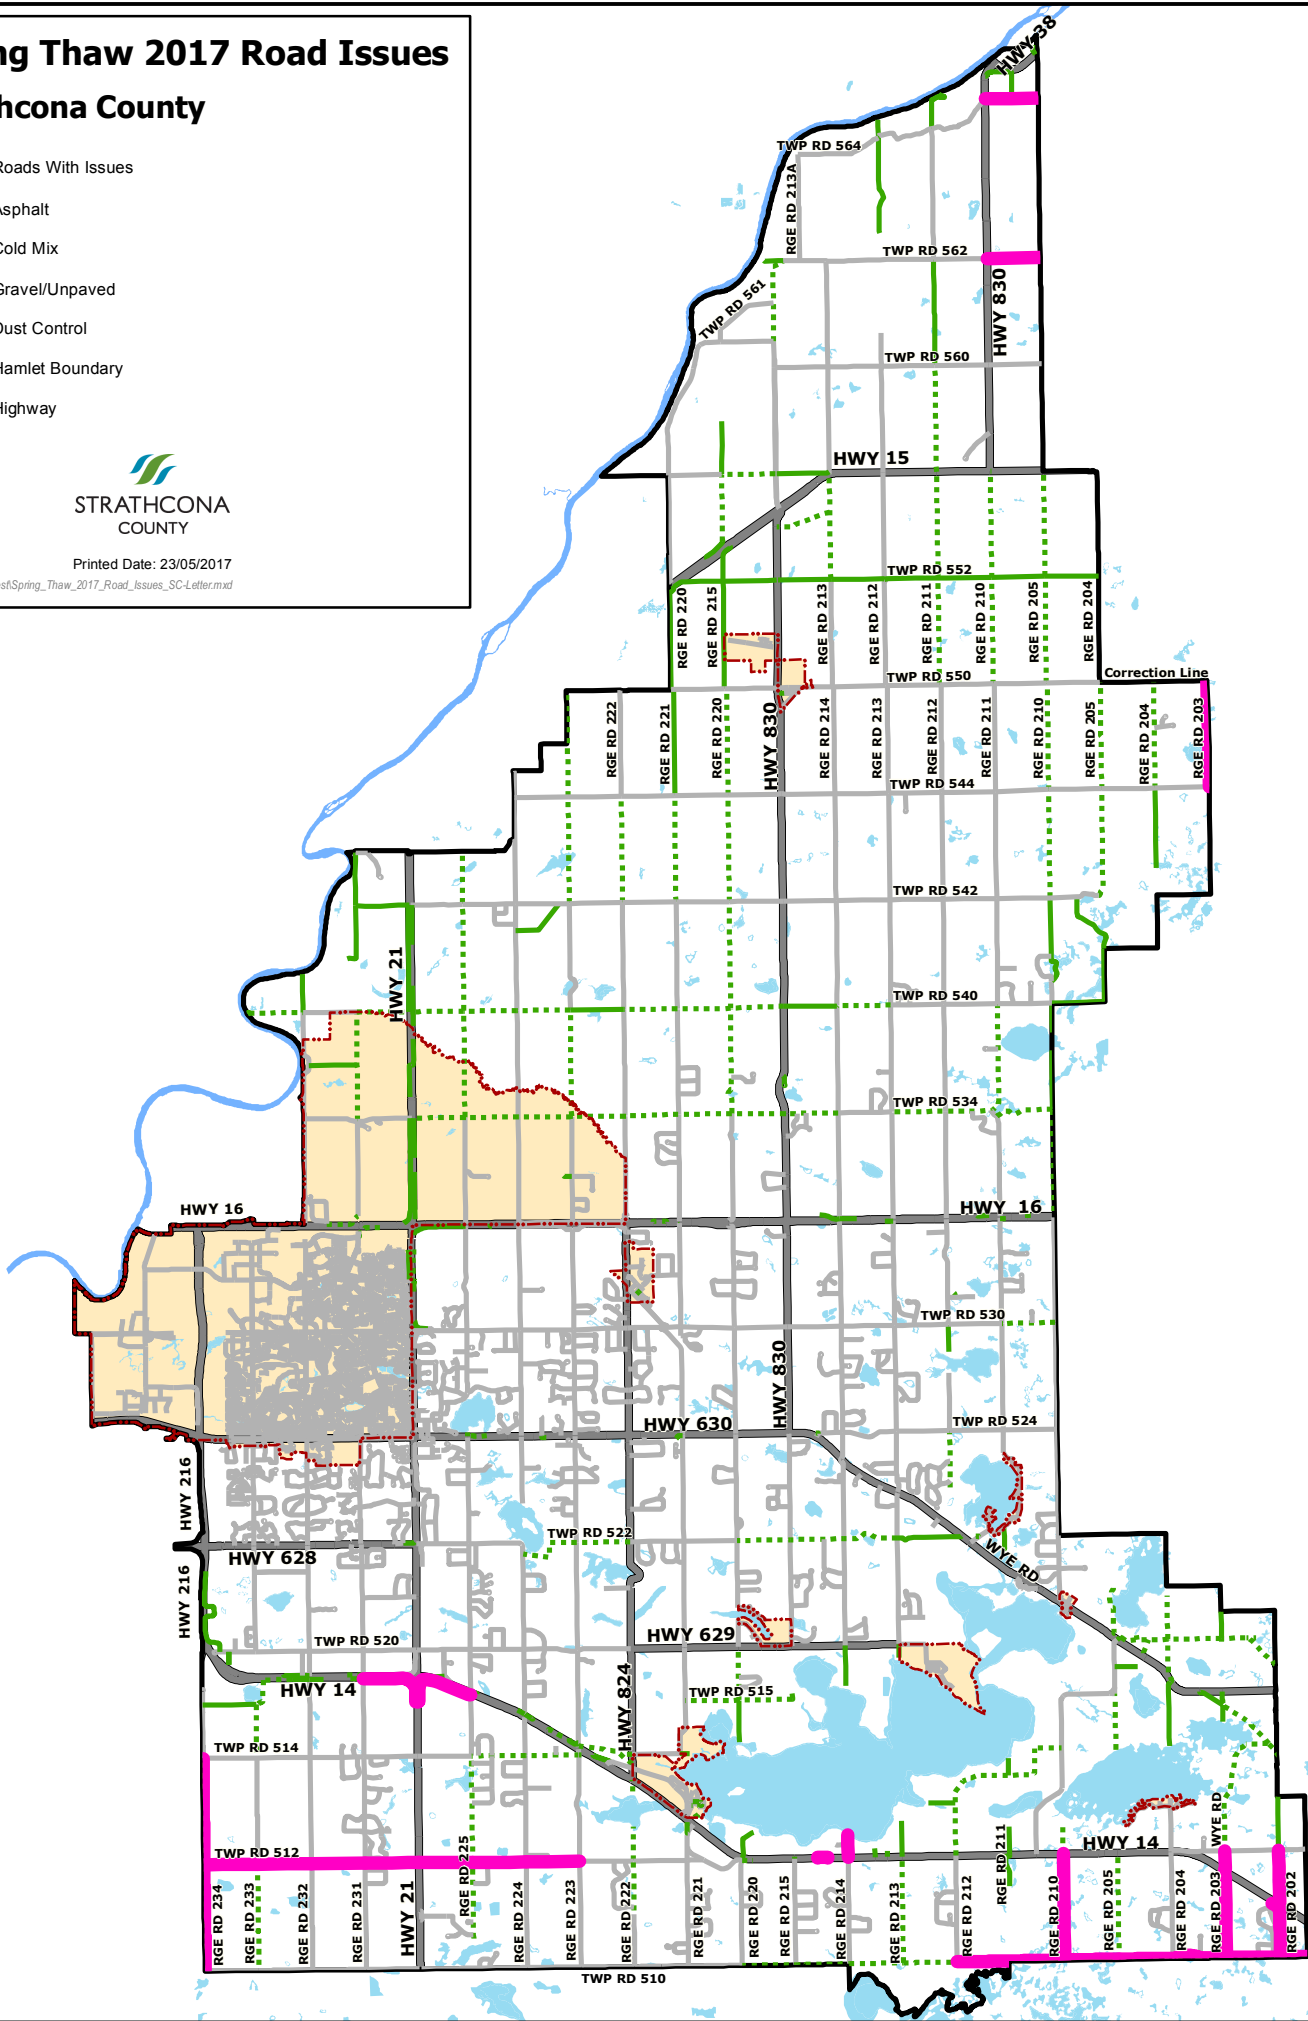 ng Thaw 2017 Road Issues
hcona County
Roads With Issues
Asphalt
Cold Mix
Gravel/Unpaved
Dust Control
Hamlet Boundary
Highway
STRATHCONA
COUNTY
Printed Date: 23/05/2017
est\Spring_Thaw_2017_Road_Issues_SC-Letter.mxd
HWY 38
TWP RD 564
RGE RD 213A
TWP RD 562
TWP RD 561
HWY 830
TWP RD 560
HWY 15
TWP RD 552
RGE RD 220
RGE RD 215
RGE RD 213
RGE RD 212
RGE RD 211
RGE RD 210
RGE RD 205
RGE RD 204
TWP RD 550
Correction Line
RGE RD 222
RGE RD 221
RGE RD 220
HWY 830
RGE RD 214
RGE RD 213
RGE RD 212
RGE RD 211
RGE RD 210
RGE RD 205
RGE RD 204
RGE RD 203
TWP RD 544
TWP RD 542
HWY 21
TWP RD 540
TWP RD 534
HWY 16
HWY 16
TWP RD 530
HWY 830
HWY 630
TWP RD 524
HWY 216
TWP RD 522
HWY 628
WYE RD
HWY 216
HWY 629
TWP RD 520
HWY 14
HWY 824
TWP RD 515
TWP RD 514
WYE RD
HWY 14
TWP RD 512
RGE RD 234
RGE RD 233
RGE RD 232
RGE RD 231
HWY 21
RGE RD 225
RGE RD 224
RGE RD 223
RGE RD 222
RGE RD 221
RGE RD 220
RGE RD 215
RGE RD 214
RGE RD 213
RGE RD 212
RGE RD 211
RGE RD 210
RGE RD 205
RGE RD 204
RGE RD 203
RGE RD 202
TWP RD 510